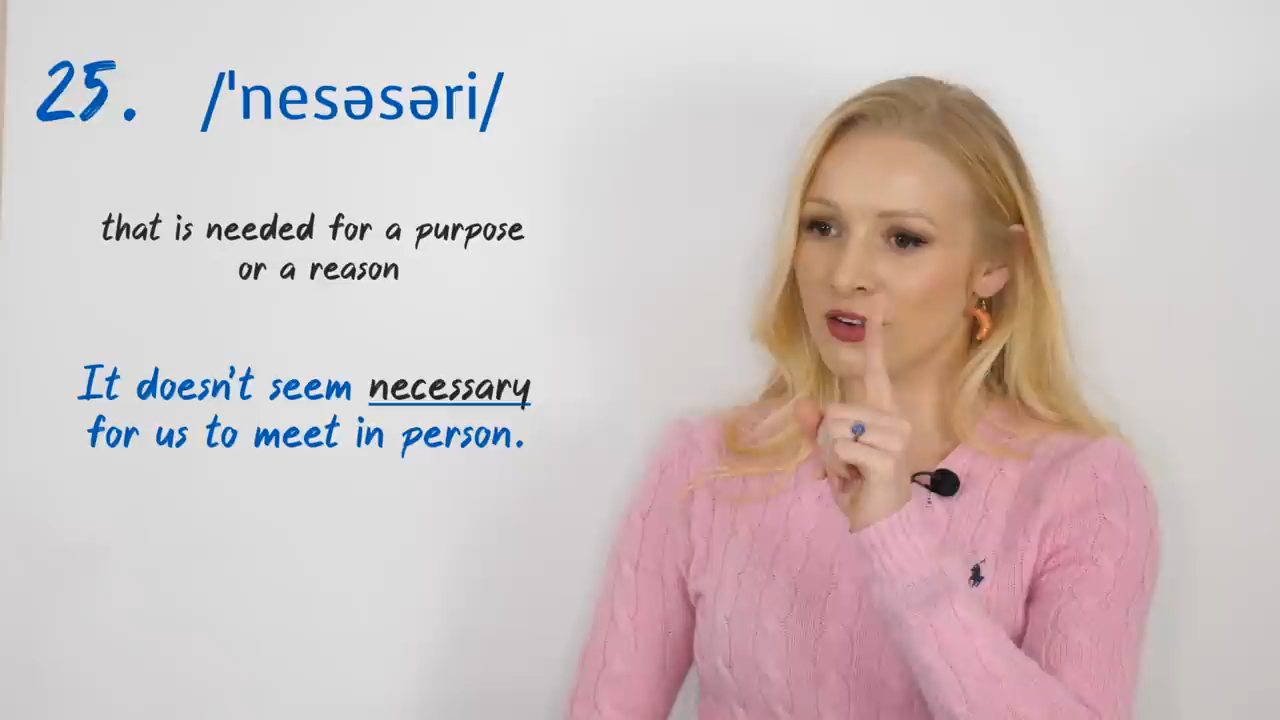 25. /ˈnesəsəri/
that is needed for a purpose
or a reason
It doesn't seem necessary
for us to meet in person.